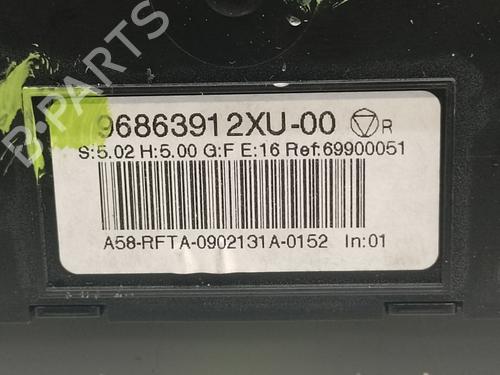 B-PARTS
96863912XU-00 R
S:5.02 H:5.00 G:F E:16 Ref:69900051
A58-RFTA-0902131A-0152 In:01